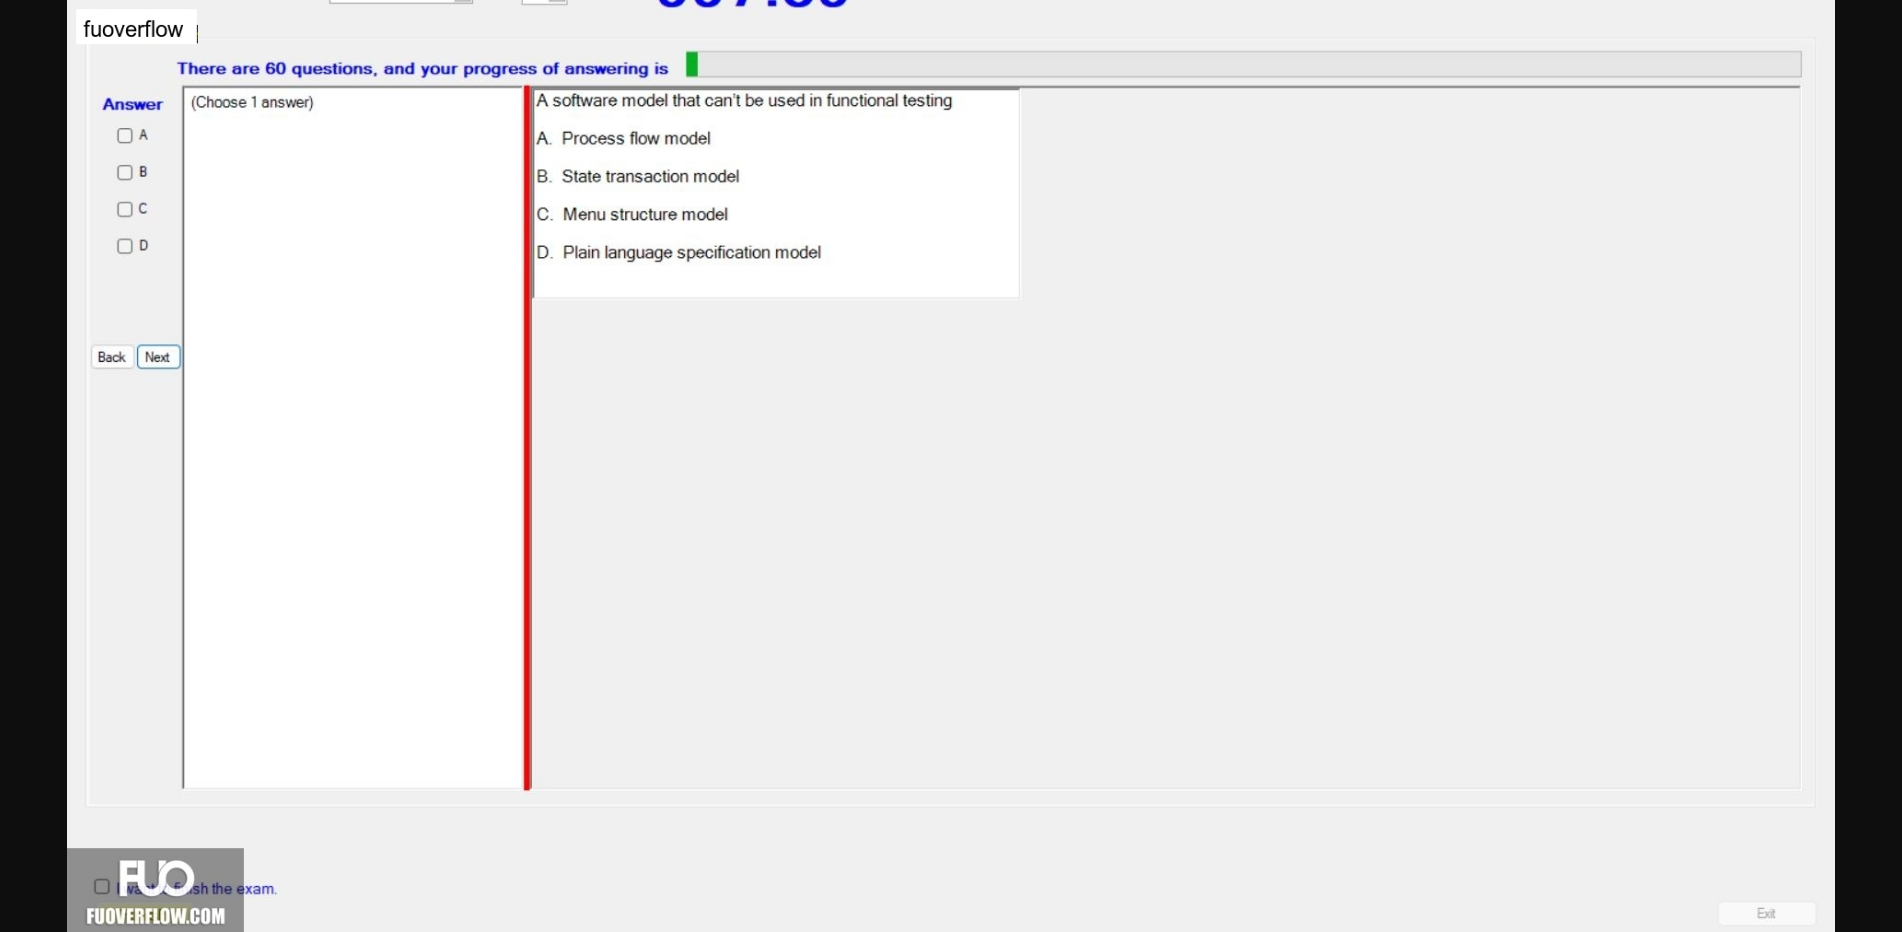 fuoverflow
There are 60 questions, and your progress of answering is
Answer
A
B
C
D
Back Next
(Choose 1 answer)
A software model that can't be used in functional testing
A. Process flow model
B. State transaction model
C. Menu structure model
D. Plain language specification model
FUO
I want finish the exam.
FUOVERFLOW.COM
Exit